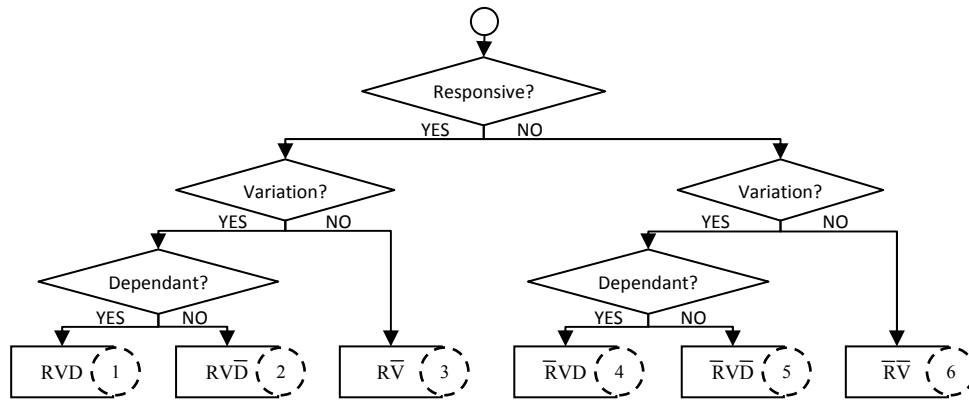 Responsive?
YES NO
Variation? Variation?
YES NO YES NO
Dependant? Dependant?
YES NO YES NO
RVD 1 RVD̅ 2 RV̅ 3 R̅VD 4 R̅VD̅ 5 R̅V̅ 6